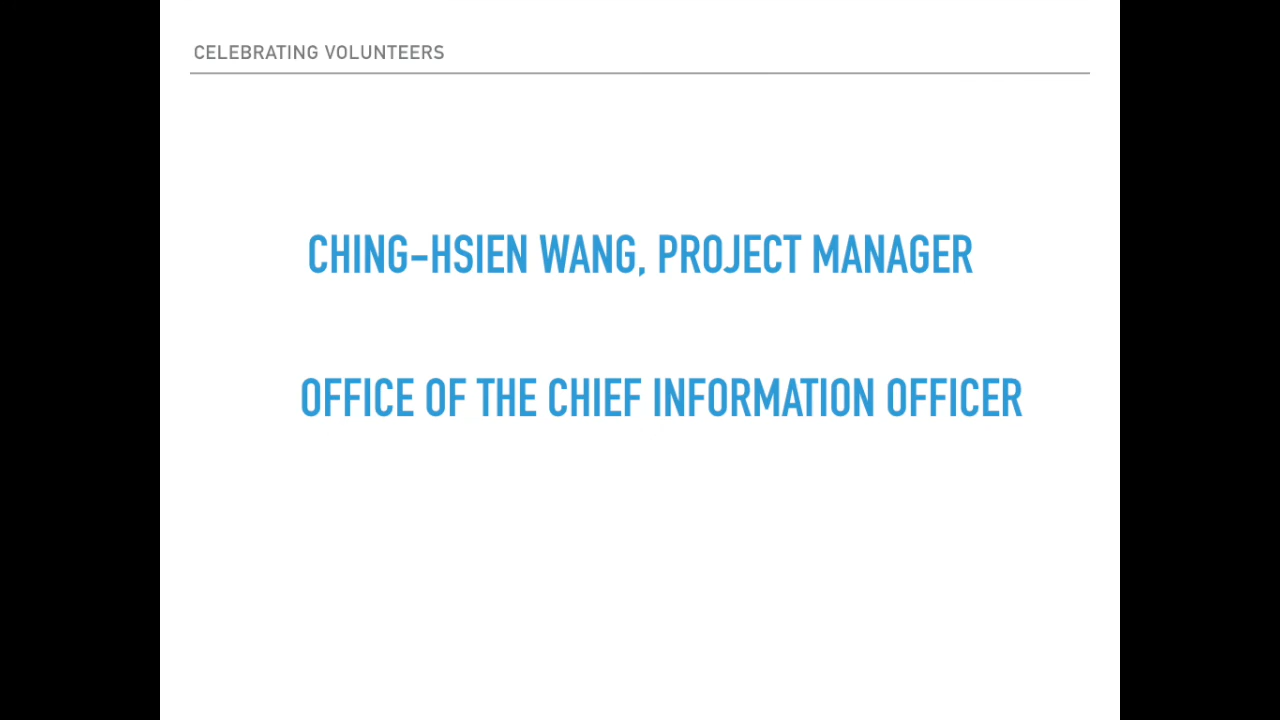 CELEBRATING VOLUNTEERS
CHING-HSIEN WANG, PROJECT MANAGER
OFFICE OF THE CHIEF INFORMATION OFFICER